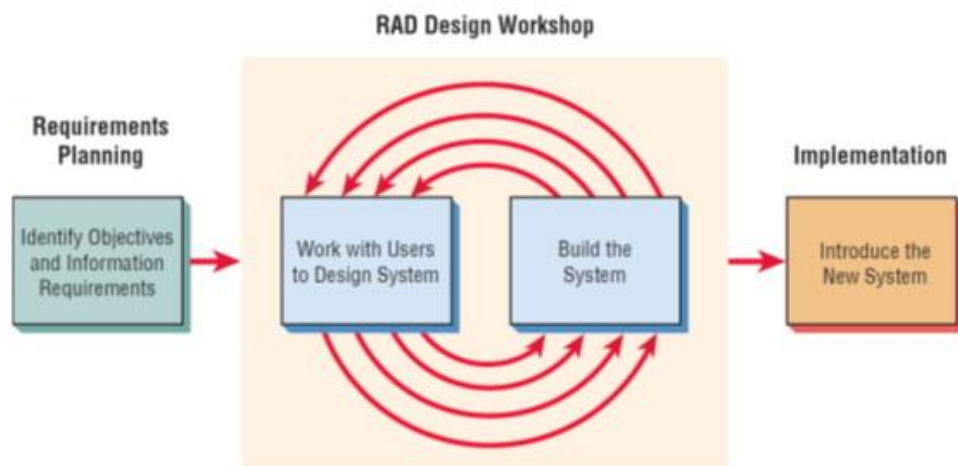 RAD Design Workshop
Requirements
Planning
Identify Objectives
and Information
Requirements
Work with Users
to Design System
Build the
System
Implementation
Introduce the
New System